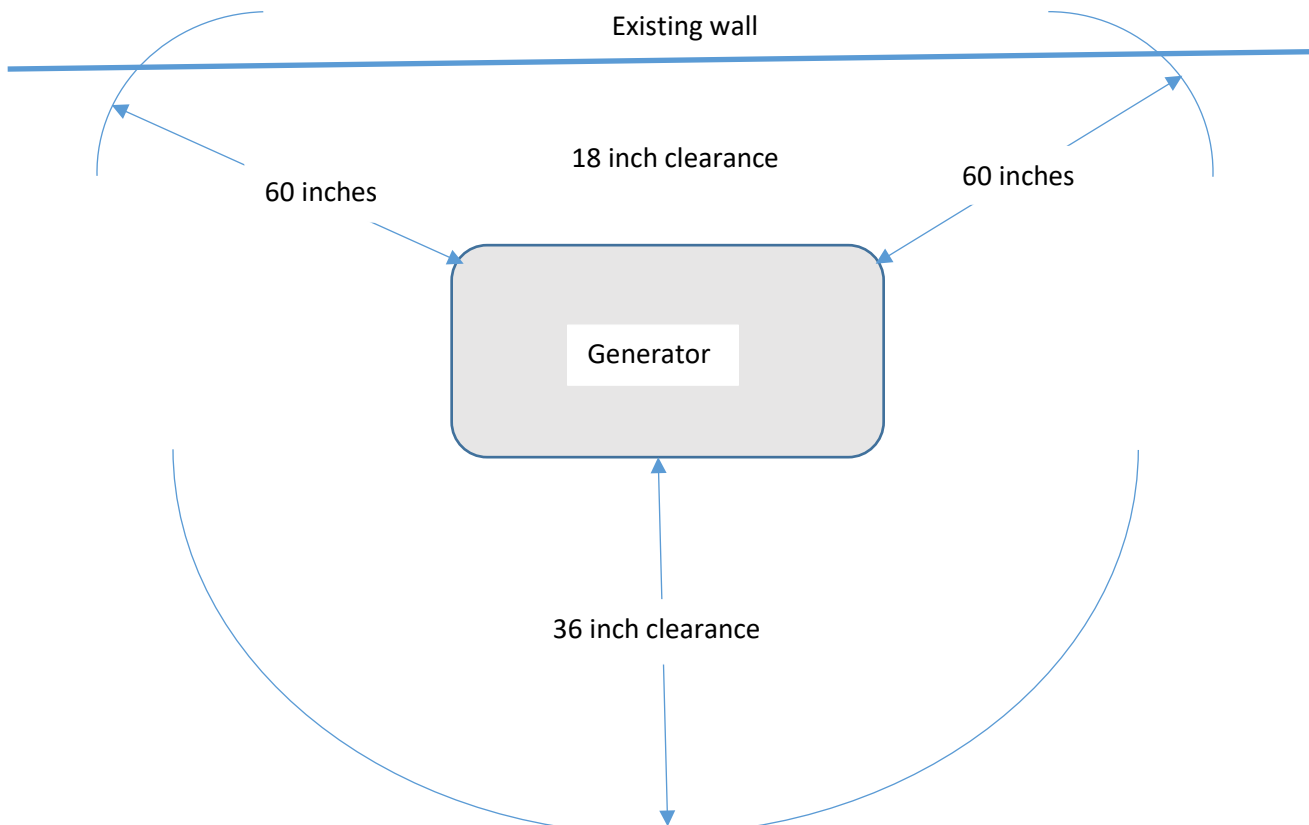 Existing wall
18 inch clearance
60 inches
60 inches
Generator
36 inch clearance